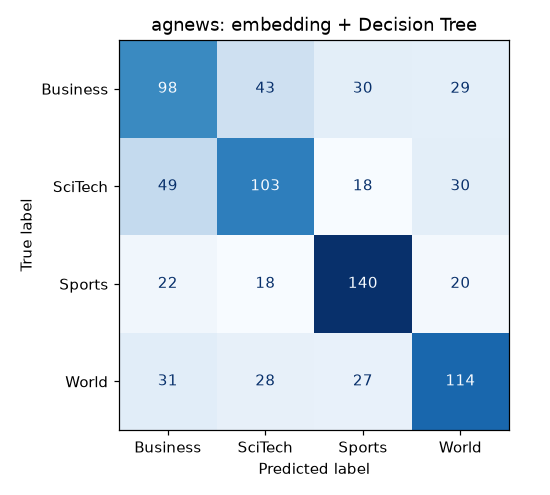 agnews: embedding + Decision Tree
True label
Business 98 43 30 29
SciTech 49 103 18 30
Sports 22 18 140 20
World 31 28 27 114
Business SciTech Sports World
Predicted label